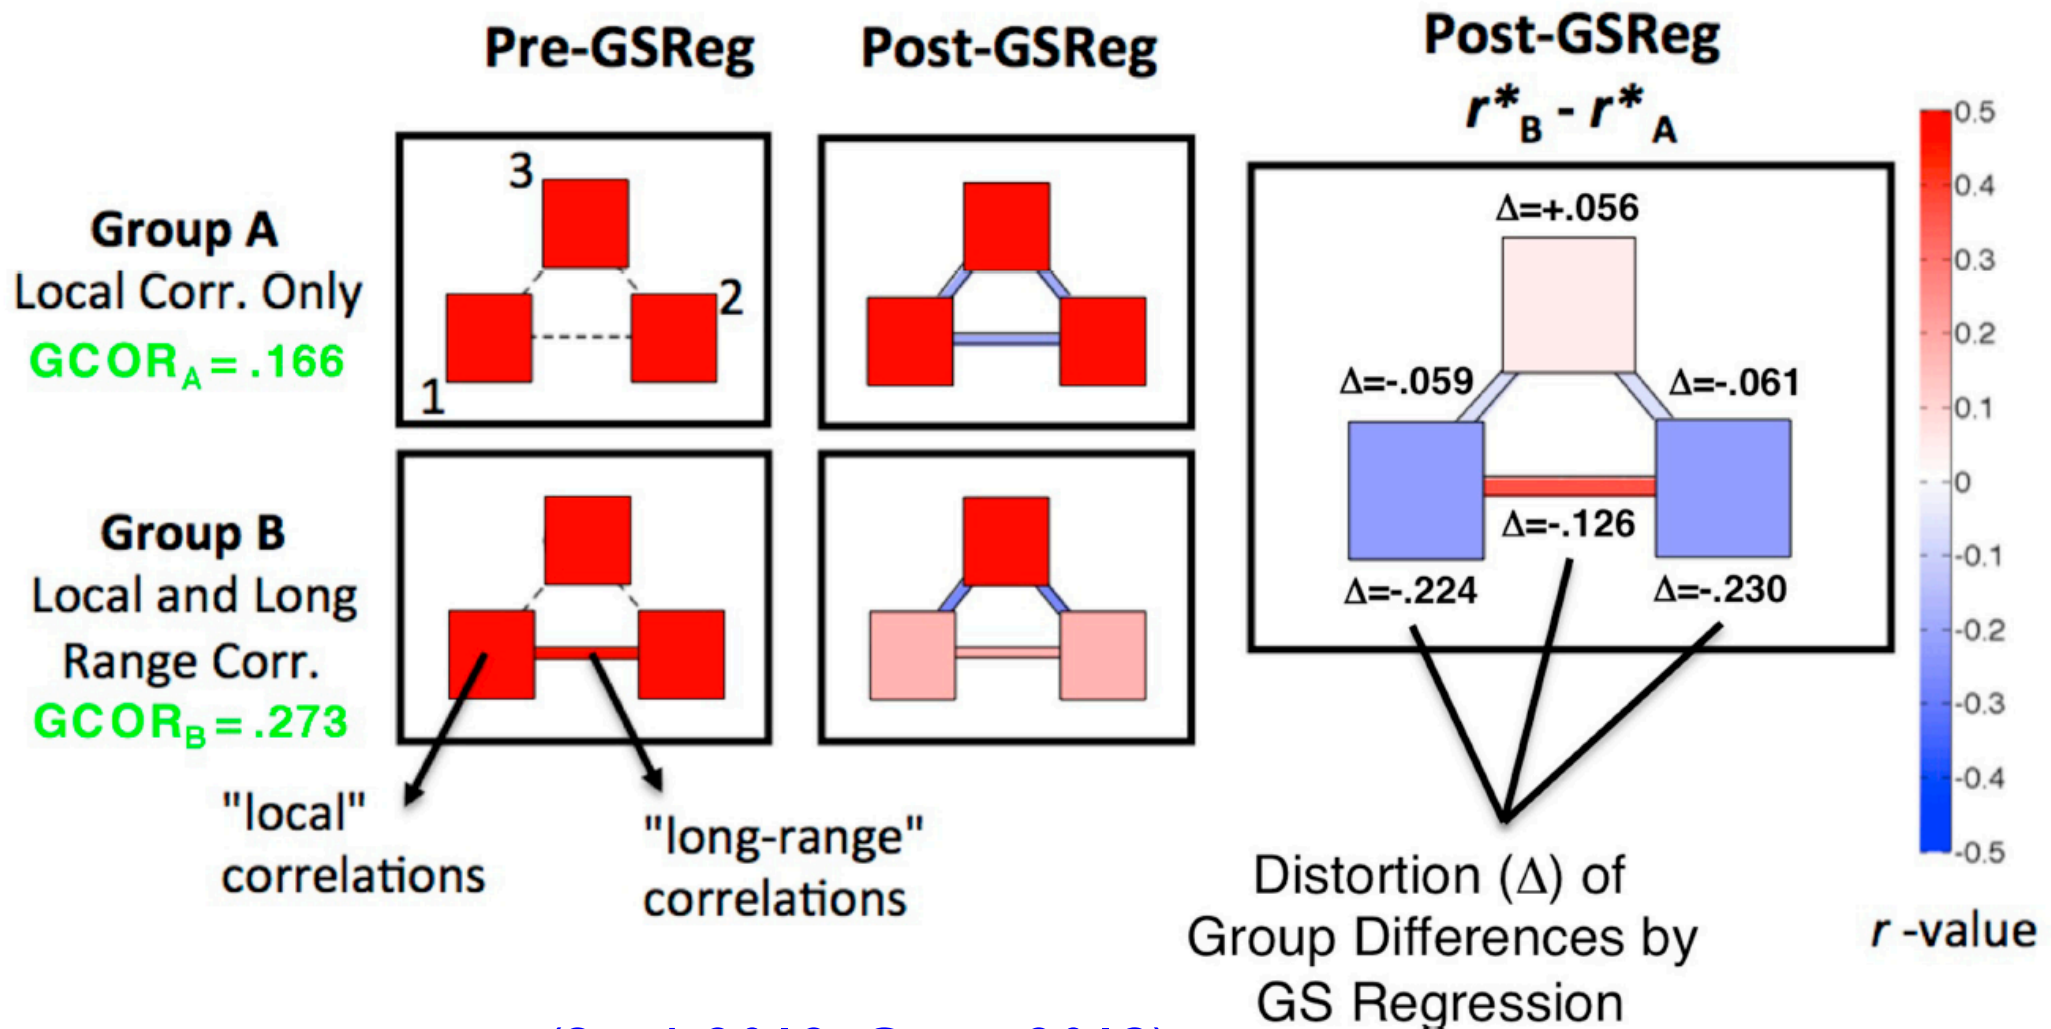 Pre-GSReg
Post-GSReg
Post-GSReg
r*B - r*A
Group A
Local Corr. Only
GCORA = .166
3
2
1
Group B
Local and Long
Range Corr.
GCORB = .273
"local"
correlations
"long-range"
correlations
Δ=+.056
Δ=-.059
Δ=-.061
Δ=-.126
Δ=-.224
Δ=-.230
Distortion (Δ) of
Group Differences by
GS Regression
0.5
0.4
0.3
0.2
0.1
0
-0.1
-0.2
-0.3
-0.4
-0.5
r -value